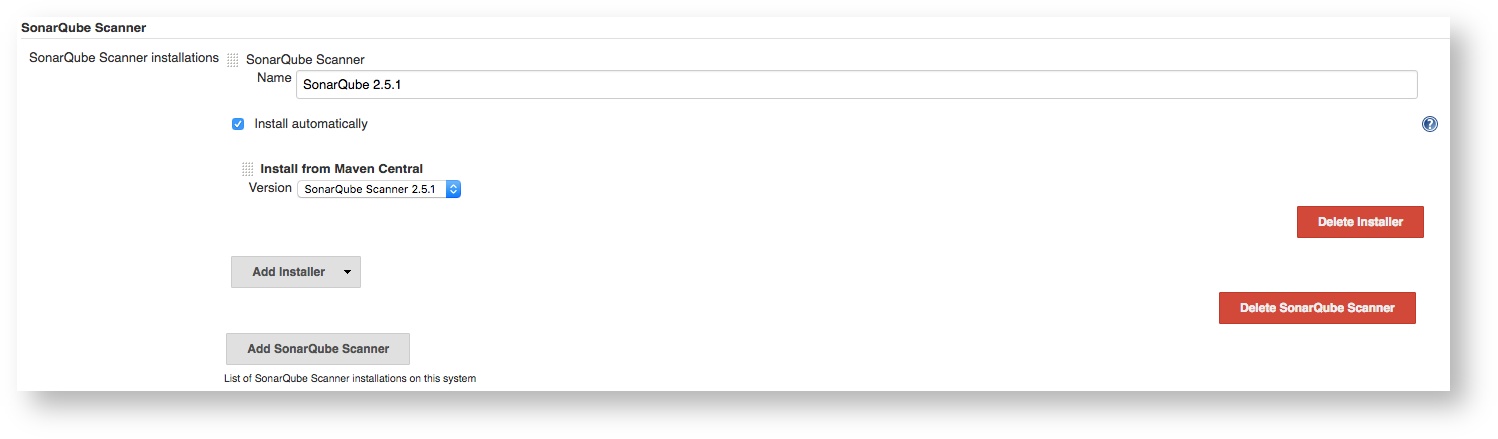 SonarQube Scanner
SonarQube Scanner installations
SonarQube Scanner
Name
SonarQube 2.5.1
Install automatically
?
Install from Maven Central
Version
SonarQube Scanner 2.5.1
Delete Installer
Add Installer
Delete SonarQube Scanner
Add SonarQube Scanner
List of SonarQube Scanner installations on this system